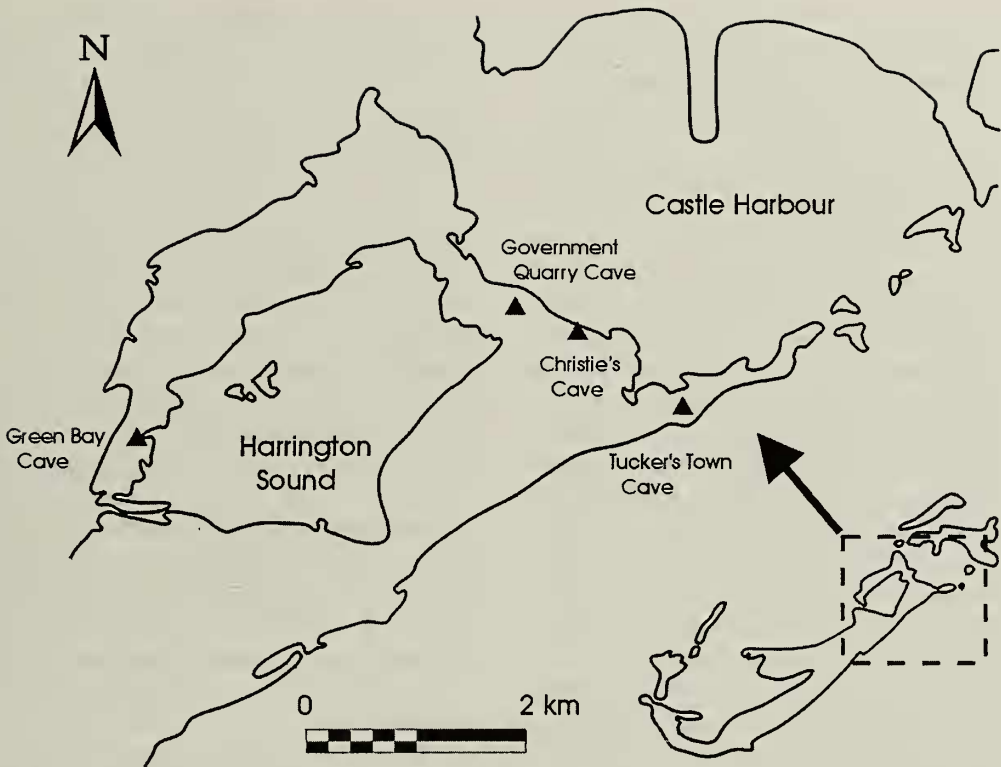 N
Castle Harbour
Government
Quarry Cave
Christie's
Cave
Green Bay
Cave
Harrington
Sound
Tucker's Town
Cave
0 2 km